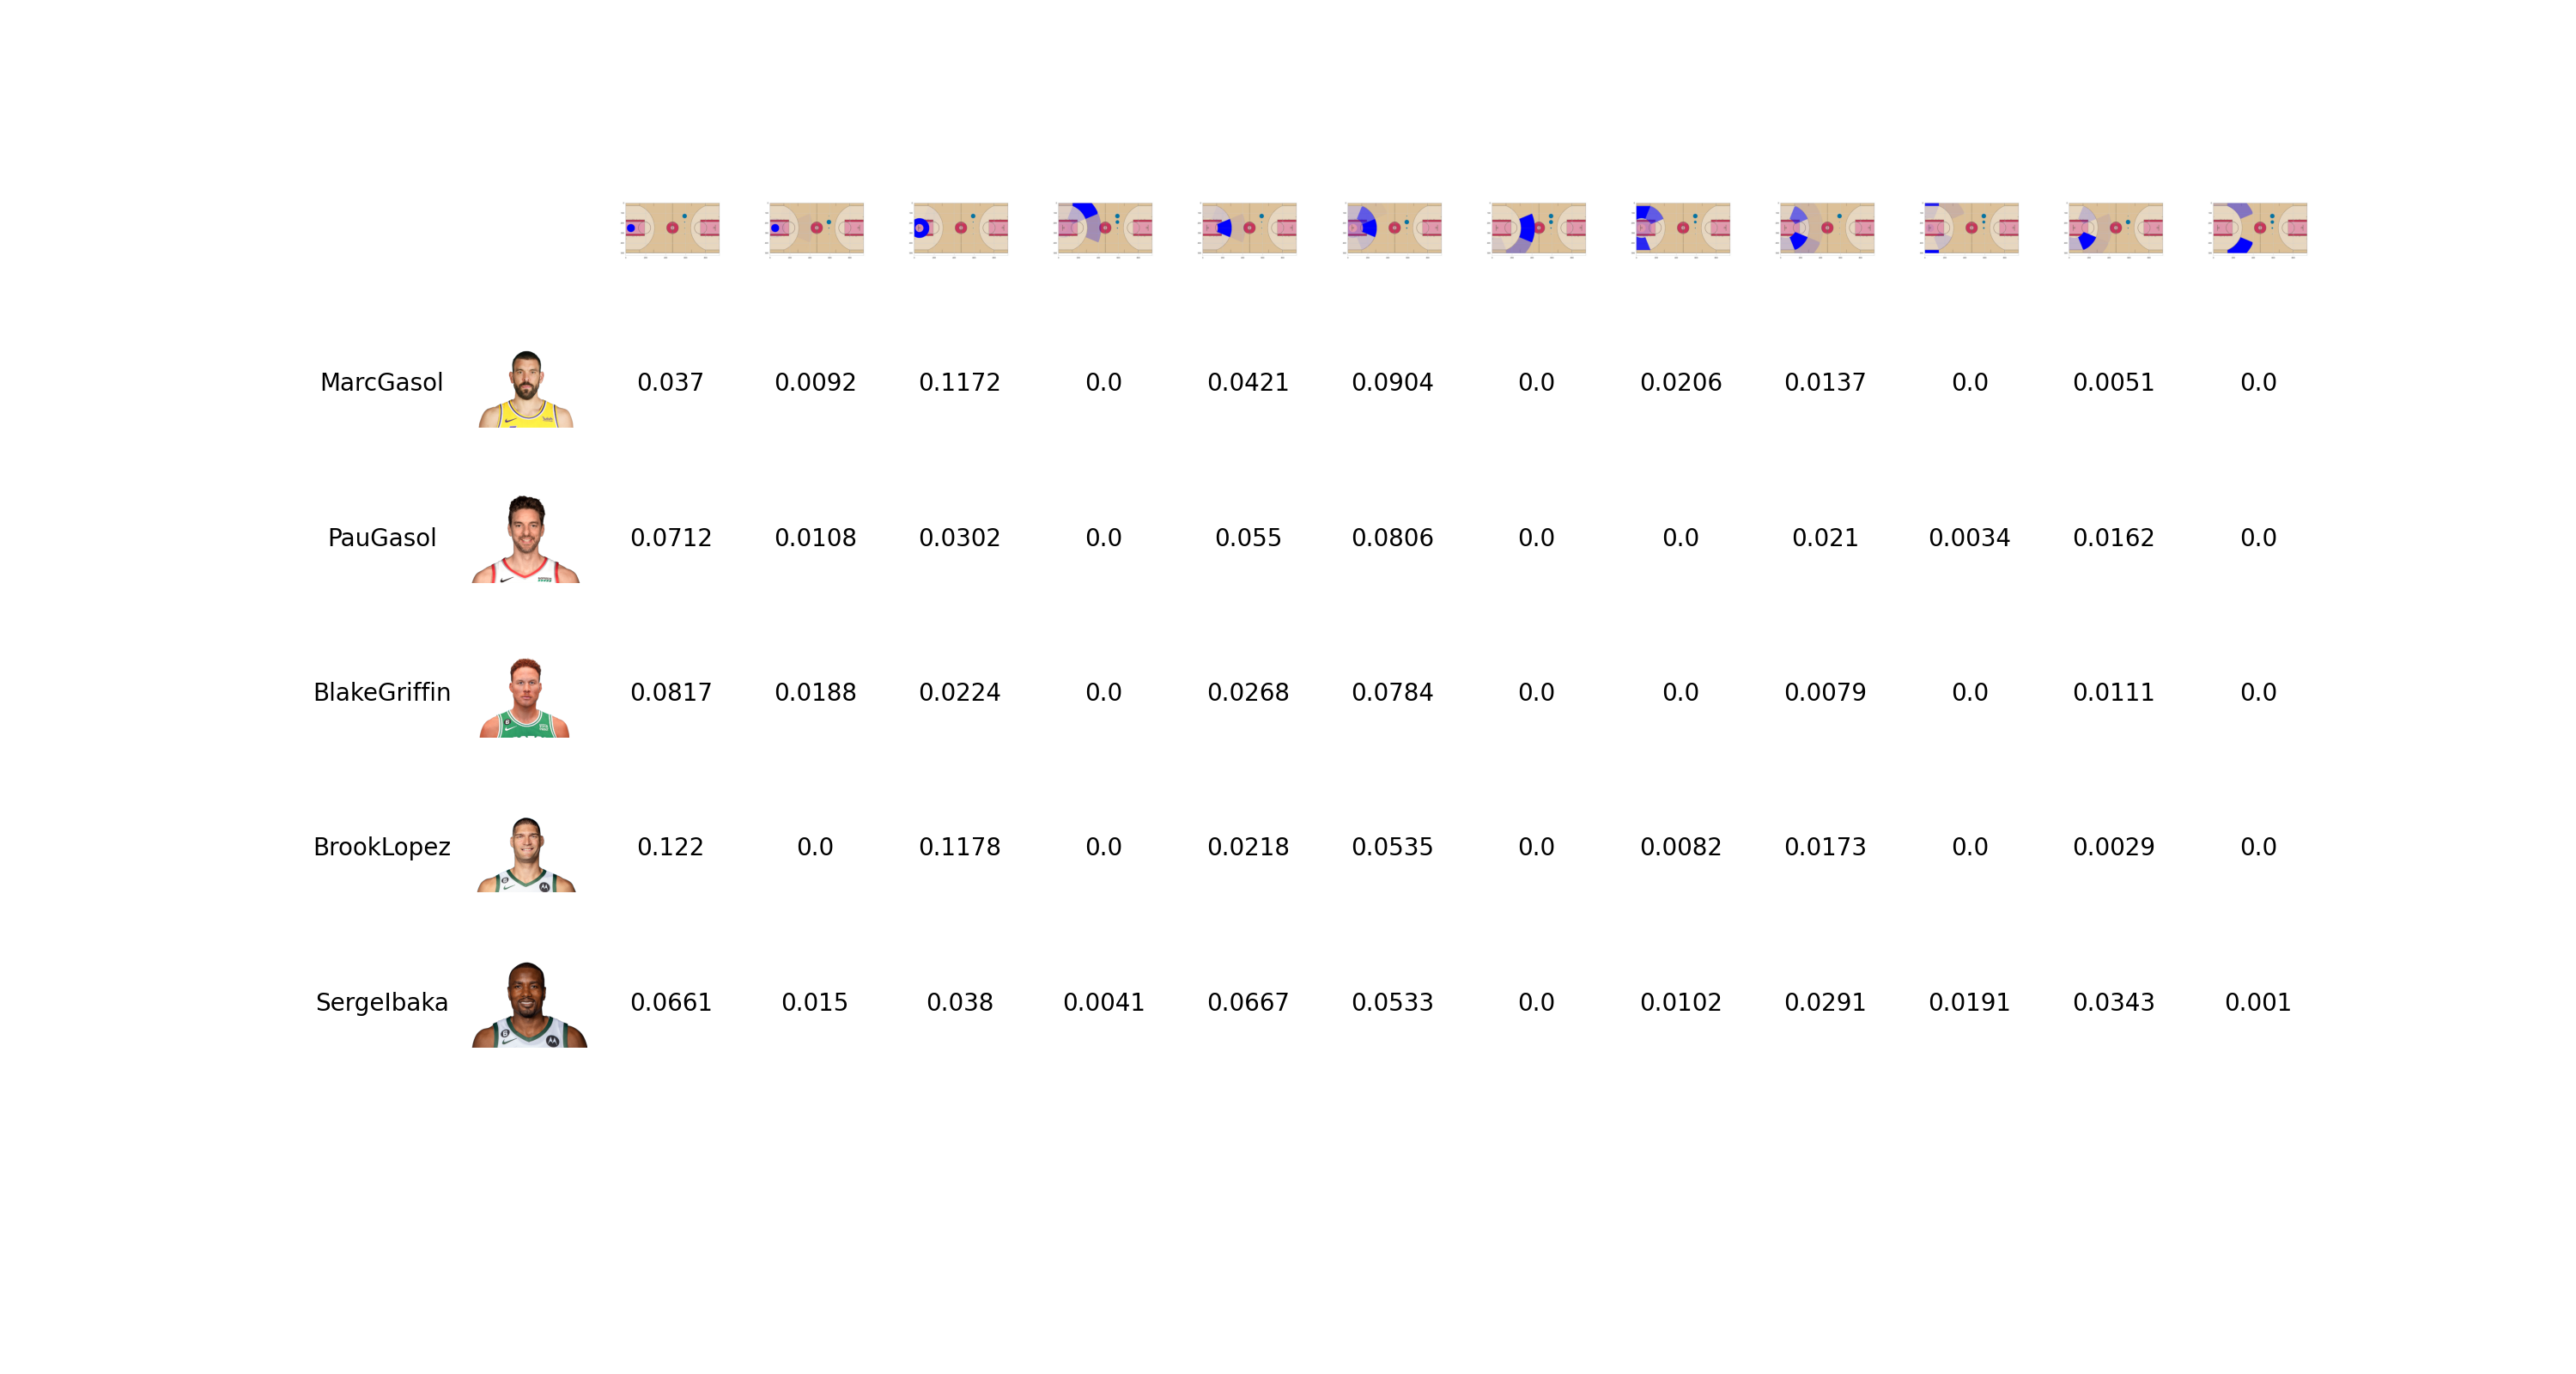 MarcGasol 0.037 0.0092 0.1172 0.0 0.0421 0.0904 0.0 0.0206 0.0137 0.0 0.0051 0.0
PauGasol 0.0712 0.0108 0.0302 0.0 0.055 0.0806 0.0 0.0 0.021 0.0034 0.0162 0.0
BlakeGriffin 0.0817 0.0188 0.0224 0.0 0.0268 0.0784 0.0 0.0 0.0079 0.0 0.0111 0.0
BrookLopez 0.122 0.0 0.1178 0.0 0.0218 0.0535 0.0 0.0082 0.0173 0.0 0.0029 0.0
SergeIbaka 0.0661 0.015 0.038 0.0041 0.0667 0.0533 0.0 0.0102 0.0291 0.0191 0.0343 0.001